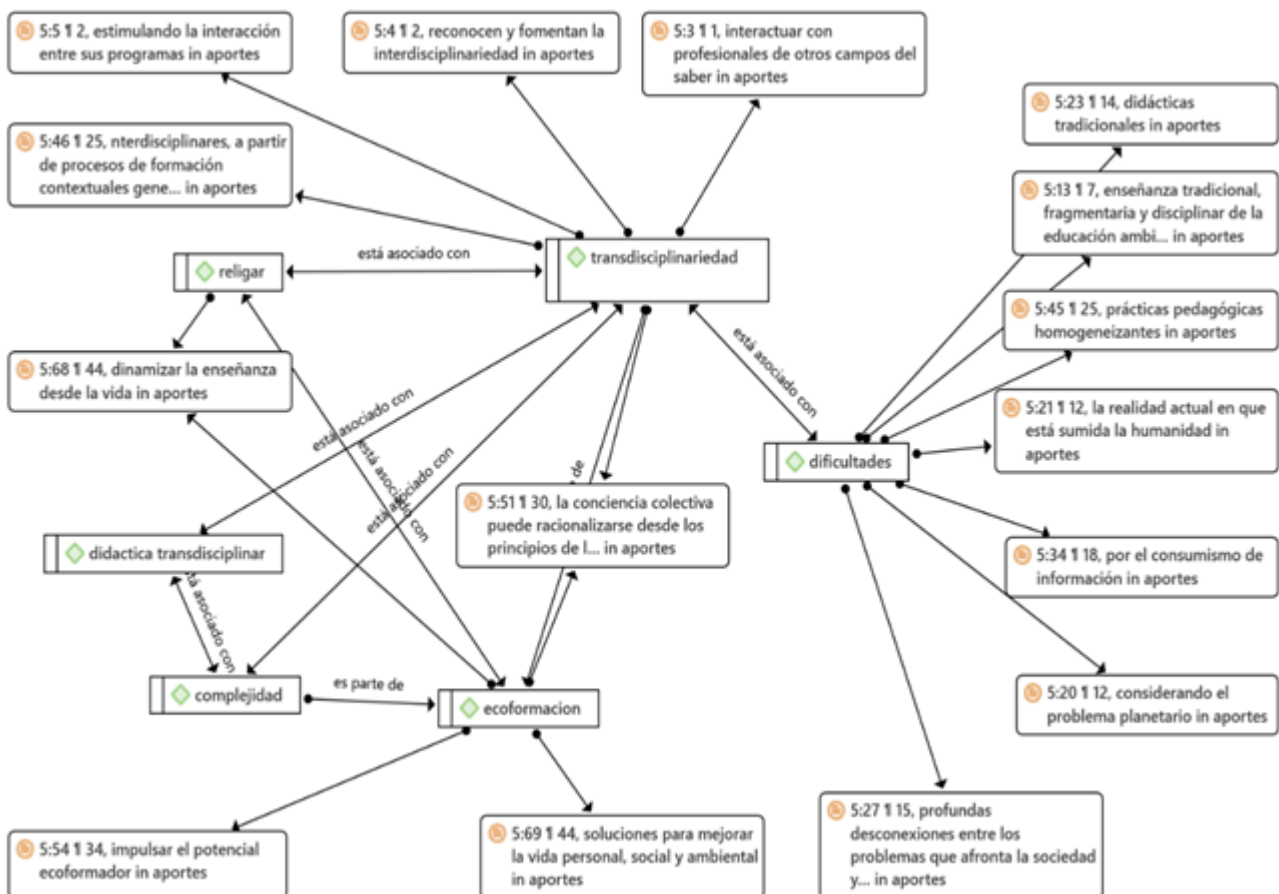 5:5 ¶ 2, estimulando la interacción
entre sus programas in aportes
5:4 ¶ 2, reconocen y fomentan la
interdisciplinariedad in aportes
5:3 ¶ 1, interactuar con
profesionales de otros campos del
saber in aportes
5:23 ¶ 14, didácticas
tradicionales in aportes
5:46 ¶ 25, nterdisciplinares, a partir
de procesos de formación
contextuales gene... in aportes
5:13 ¶ 7, enseñanza tradicional,
fragmentaria y disciplinar de la
educación ambi... in aportes
religar
está asociado con
transdisciplinariedad
5:45 ¶ 25, prácticas pedagógicas
homogeneizantes in aportes
5:68 ¶ 44, dinamizar la enseñanza
desde la vida in aportes
está asociado con
está asociado con
está asociado con
está asociado con
5:21 ¶ 12, la realidad actual en que
está sumida la humanidad in
aportes
dificultades
de
5:51 ¶ 30, la conciencia colectiva
puede racionalizarse desde los
principios de l... in aportes
didactica transdisciplinar
5:34 ¶ 18, por el consumismo de
información in aportes
tá asociado con
complejidad
es parte de
ecoformacion
5:20 ¶ 12, considerando el
problema planetario in aportes
5:54 ¶ 34, impulsar el potencial
ecoformador in aportes
5:69 ¶ 44, soluciones para mejorar
la vida personal, social y ambiental
in aportes
5:27 ¶ 15, profundas
desconexiones entre los
problemas que afronta la sociedad
y... in aportes